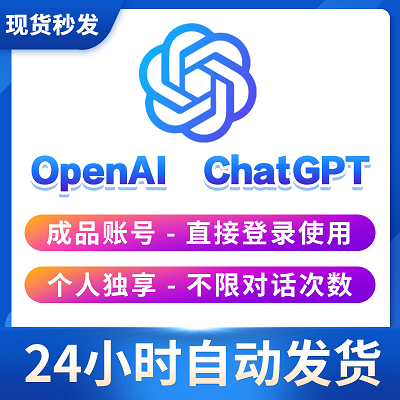 现货秒发
OpenAI ChatGPT
成品账号 - 直接登录使用
个人独享 - 不限对话次数
24小时自动发货